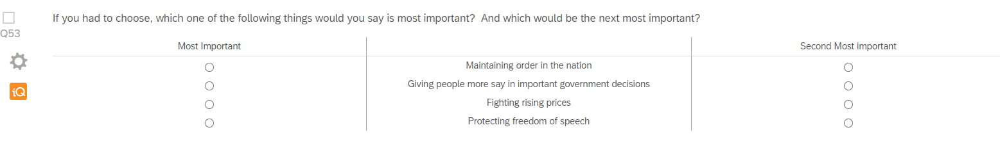 If you had to choose, which one of the following things would you say is most important?  And which would be the next most important?
Q53
Most Important
Second Most important
Maintaining order in the nation
Giving people more say in important government decisions
iQ
Fighting rising prices
Protecting freedom of speech